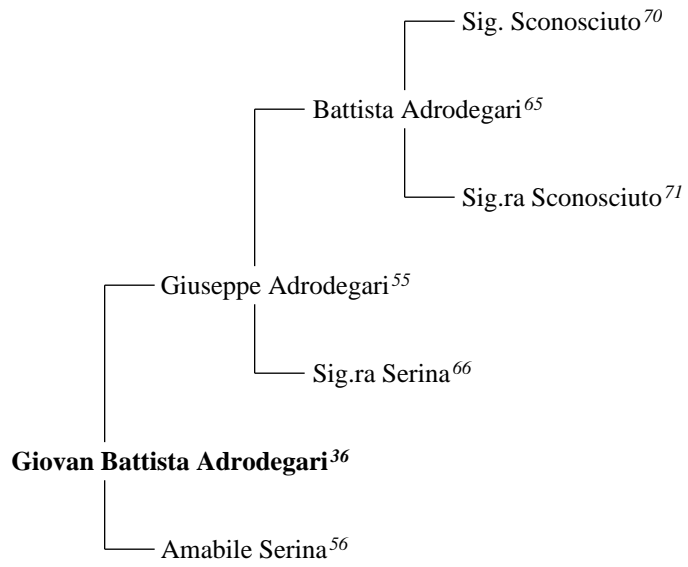 Sig. Sconosciuto70
Battista Adrodegari65
Sig.ra Sconosciuto71
Giuseppe Adrodegari55
Sig.ra Serina66
Giovan Battista Adrodegari36
Amabile Serina56